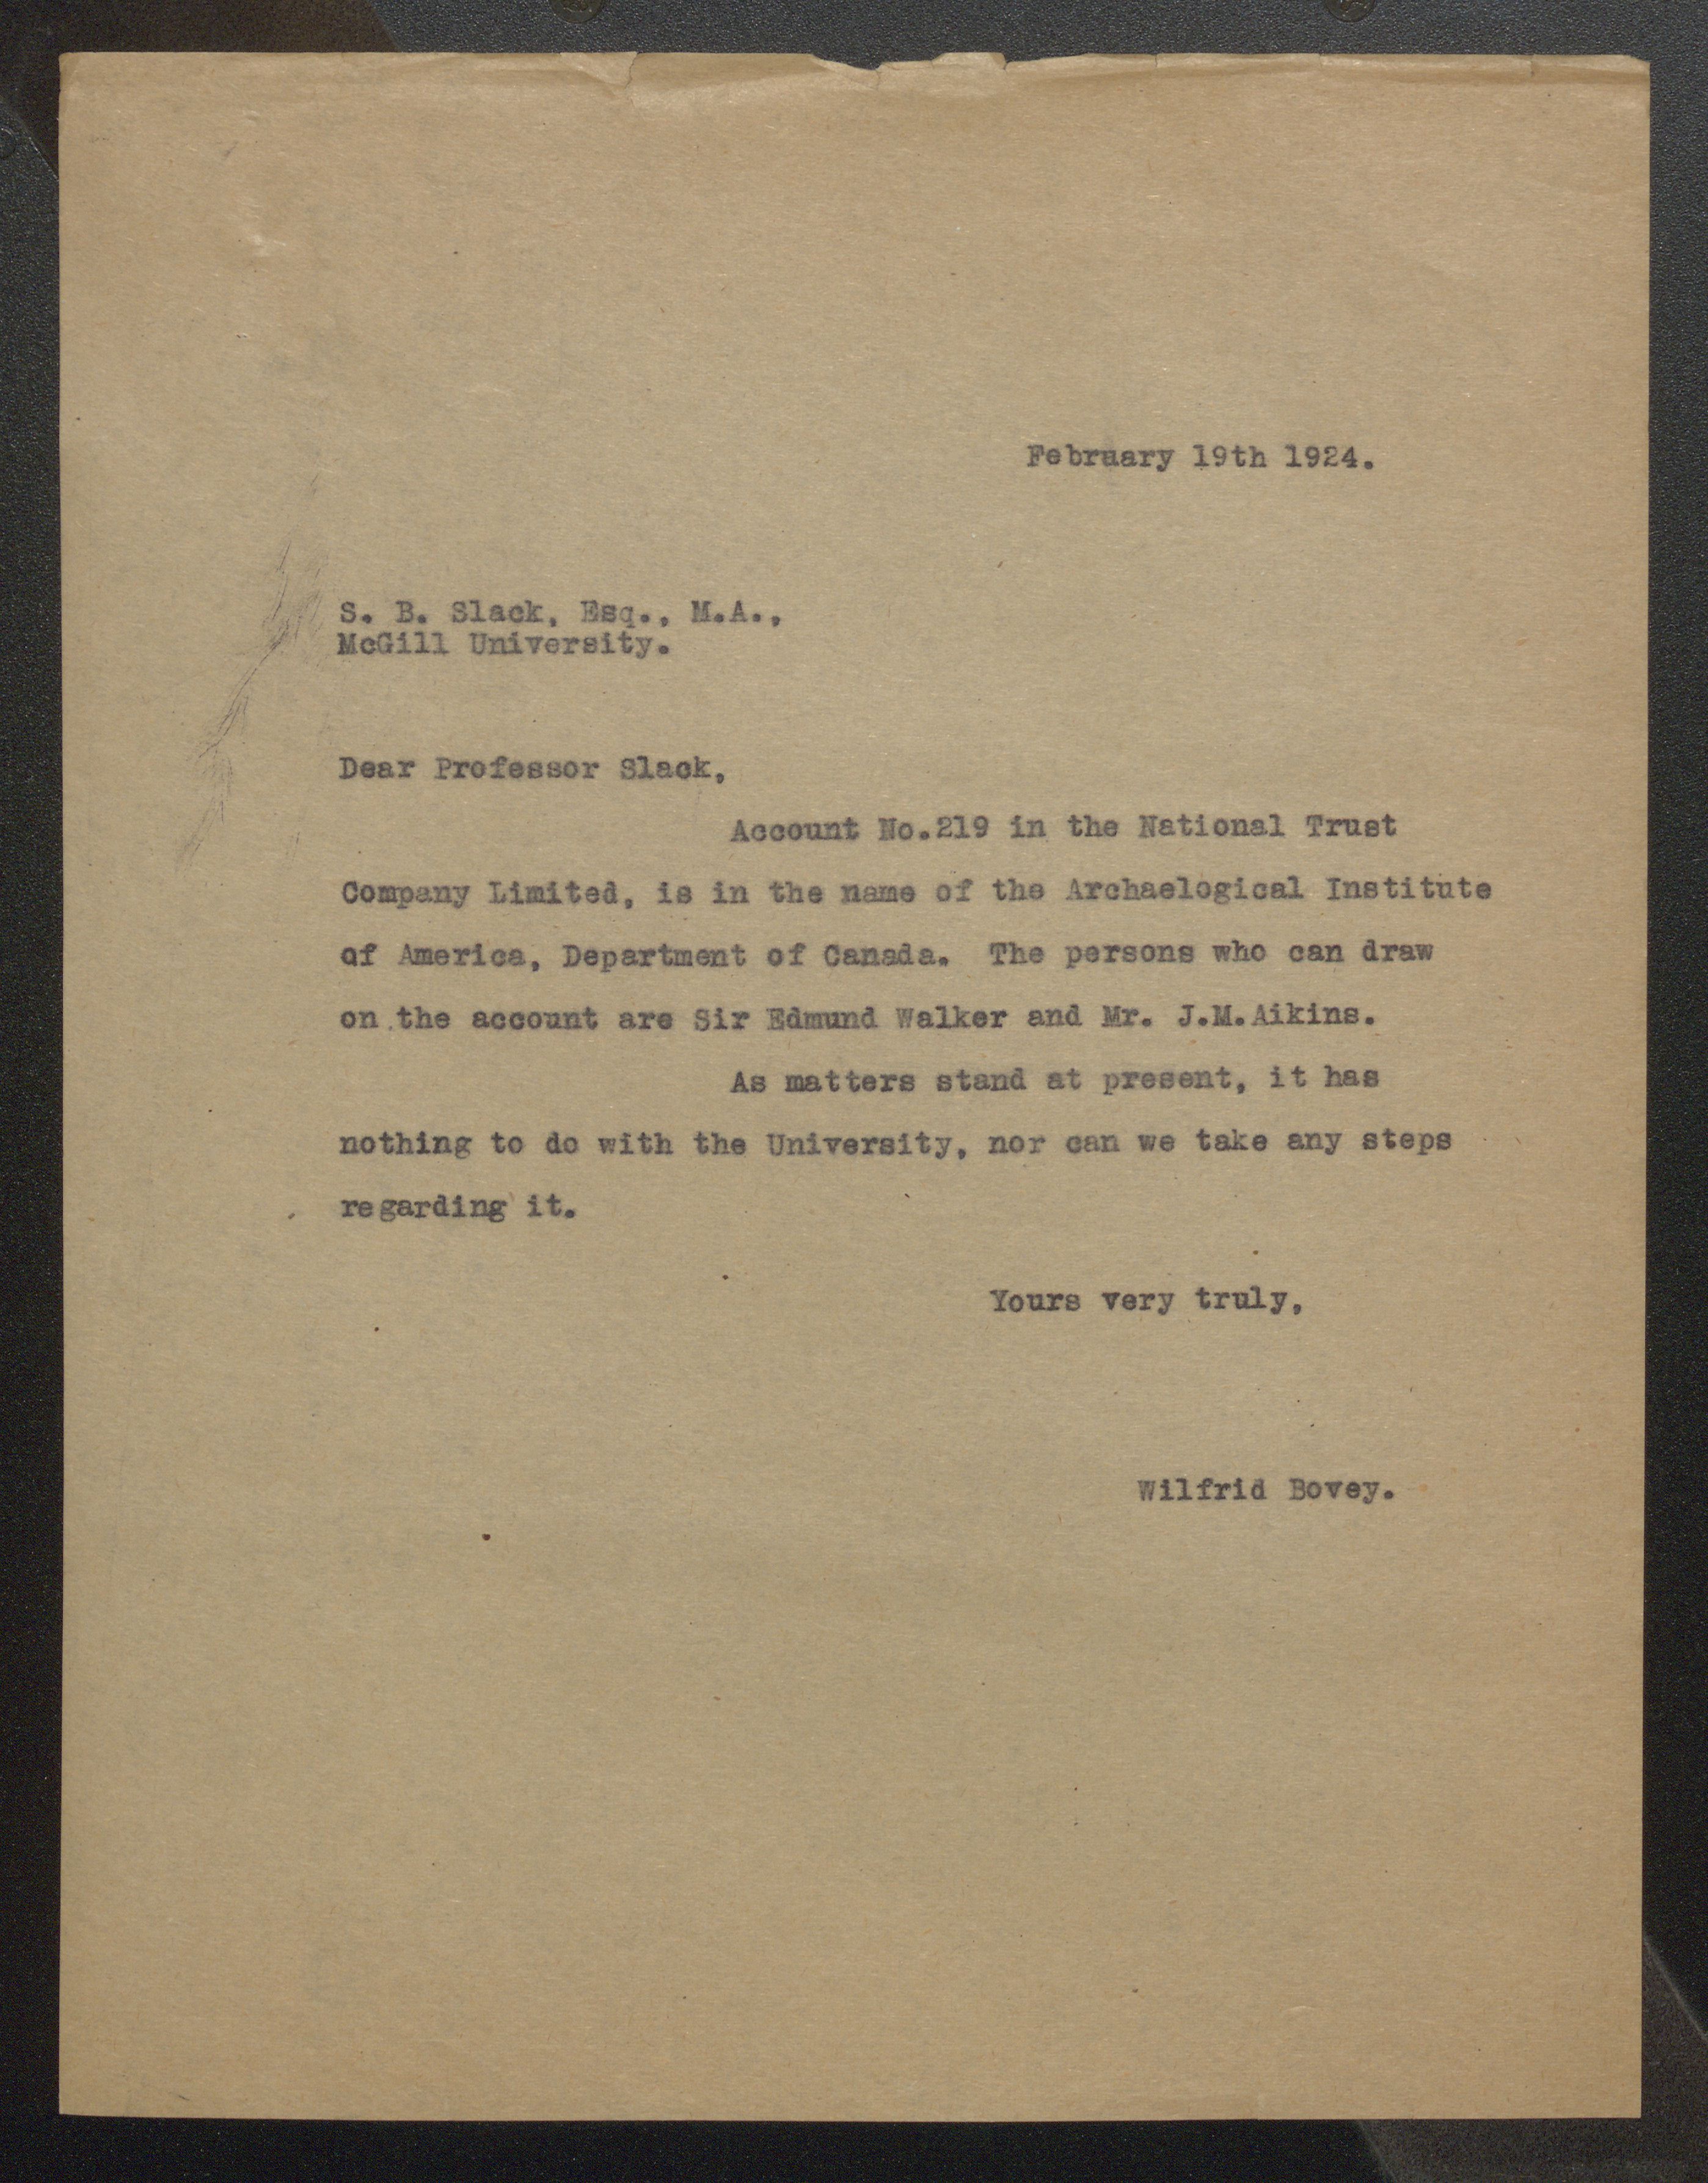 February 19th 1924.
S. B. Slack, Esq., M.A.,
McGill University.
Dear Professor Slack,
Account No.219 in the National Trust
Company Limited, is in the name of the Archaelogical Institute
of America, Department of Canada. The persons who can draw
on the account are Sir Edmund Walker and Mr. J.M.Aikins.
As matters stand at present, it has
nothing to do with the University, nor can we take any steps
regarding it.
Yours very truly,
Wilfrid Bovey.